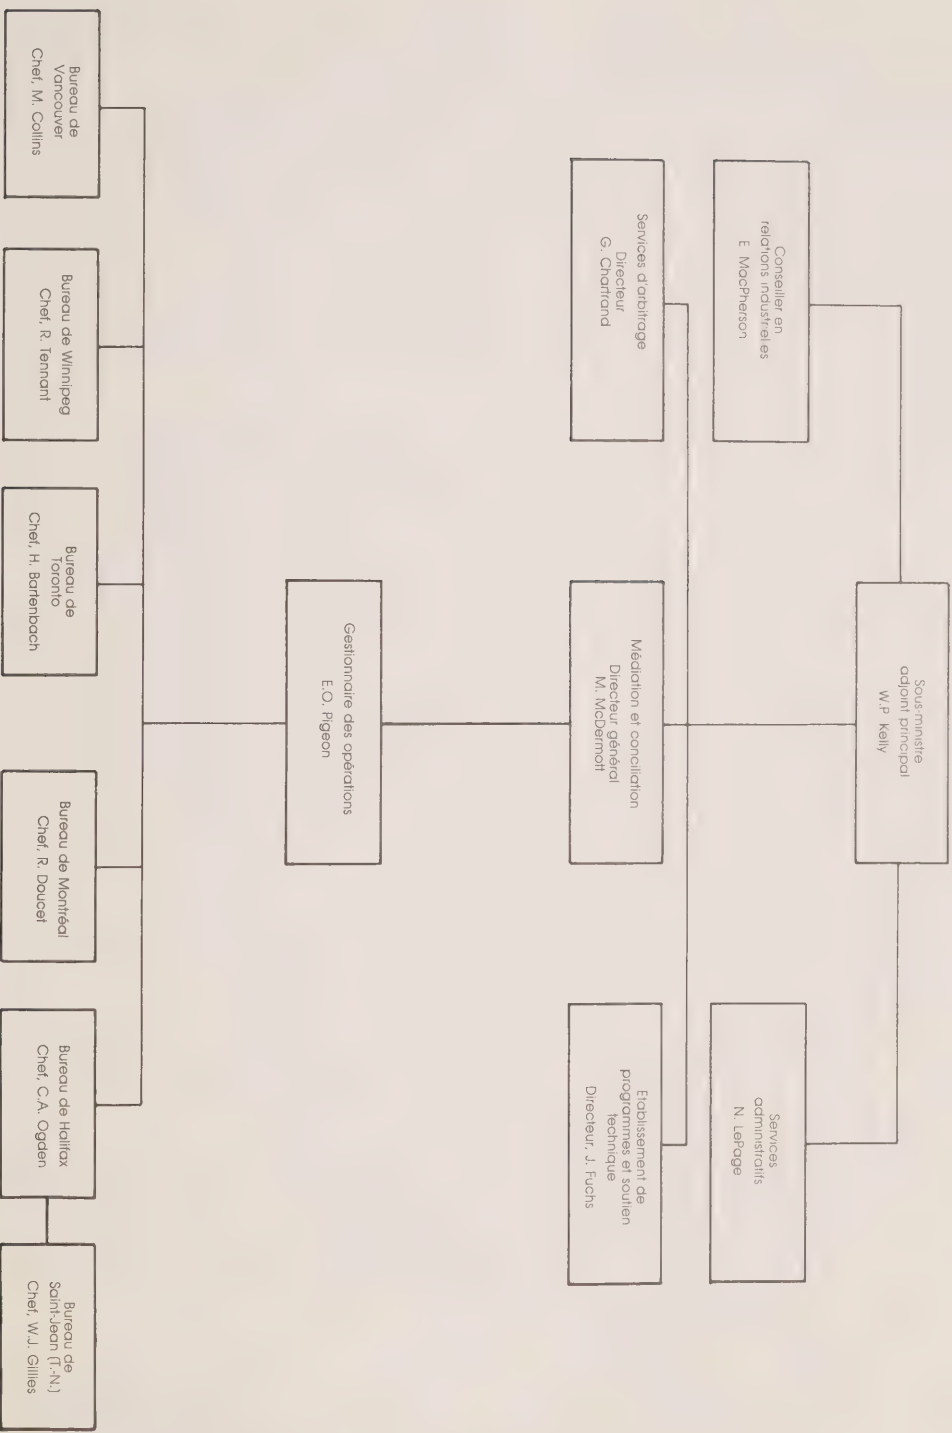 Sous-ministre
adjoint principal
W.P. Kelly
Conseiller en
relations industrielles
E. MacPherson
Services
administratifs
N. LePage
Services d'arbitrage
Directeur
G. Chartrand
Médiation et conciliation
Directeur général
M. McDermott
Etablissement de
programmes et soutien
technique
Directeur, J. Fuchs
Gestionnaire des opérations
E.O. Pigeon
Bureau de
Vancouver
Chef, M. Collins
Bureau de Winnipeg
Chef, R. Tennant
Bureau de
Toronto
Chef, H. Bartenbach
Bureau de Montréal
Chef, R. Doucet
Bureau de Halifax
Chef, C.A. Ogden
Bureau de
Saint-Jean (T.-N.)
Chef, W.J. Gillies